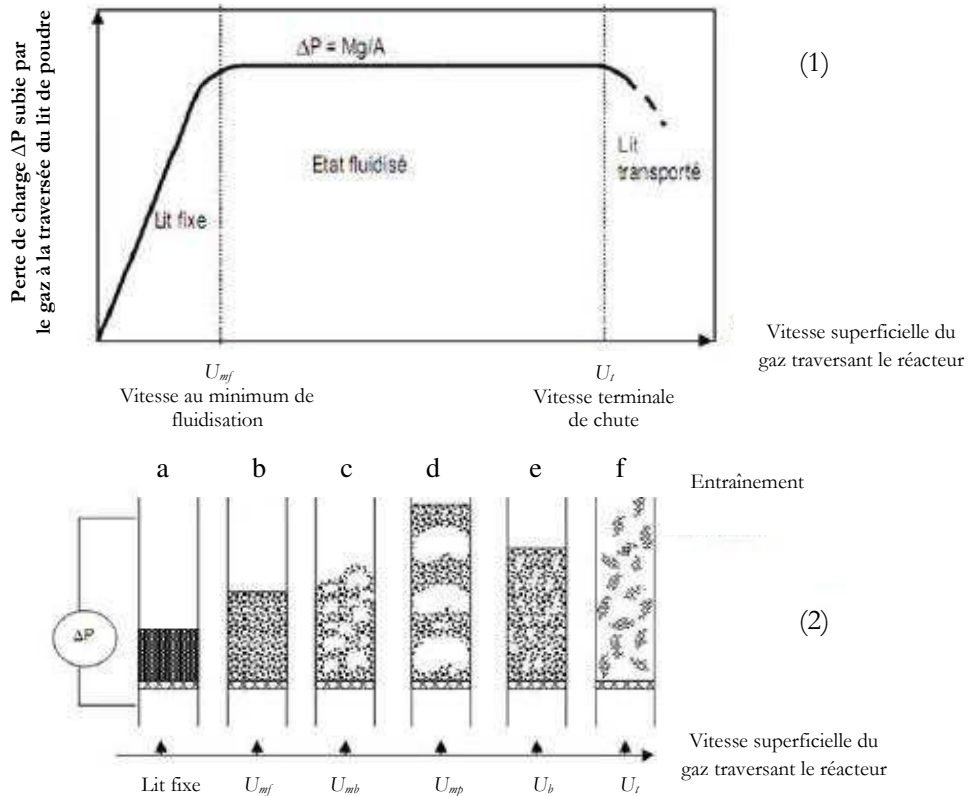 Perte de charge ΔP subie par
le gaz à la traversée du lit de poudre
ΔP = Mg/A
(1)
Lit fixe
Etat fluidisé
Lit
transporté
Vitesse superficielle du
gaz traversant le réacteur
Umf
Vitesse au minimum de
fluidisation
Ut
Vitesse terminale
de chute
a b c d e f
Entraînement
ΔP
(2)
Vitesse superficielle du
gaz traversant le réacteur
Lit fixe Umf Umb Ump Ub Ut